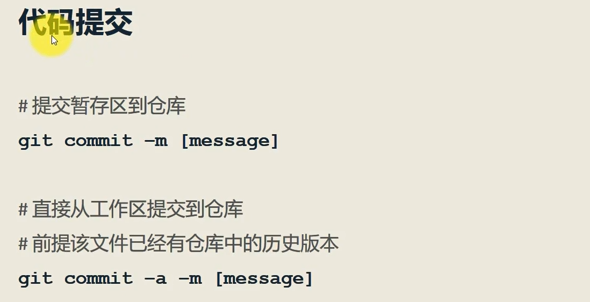 代码提交
# 提交暂存区到仓库
git commit –m [message]
# 直接从工作区提交到仓库
# 前提该文件已经有仓库中的历史版本
git commit –a –m [message]